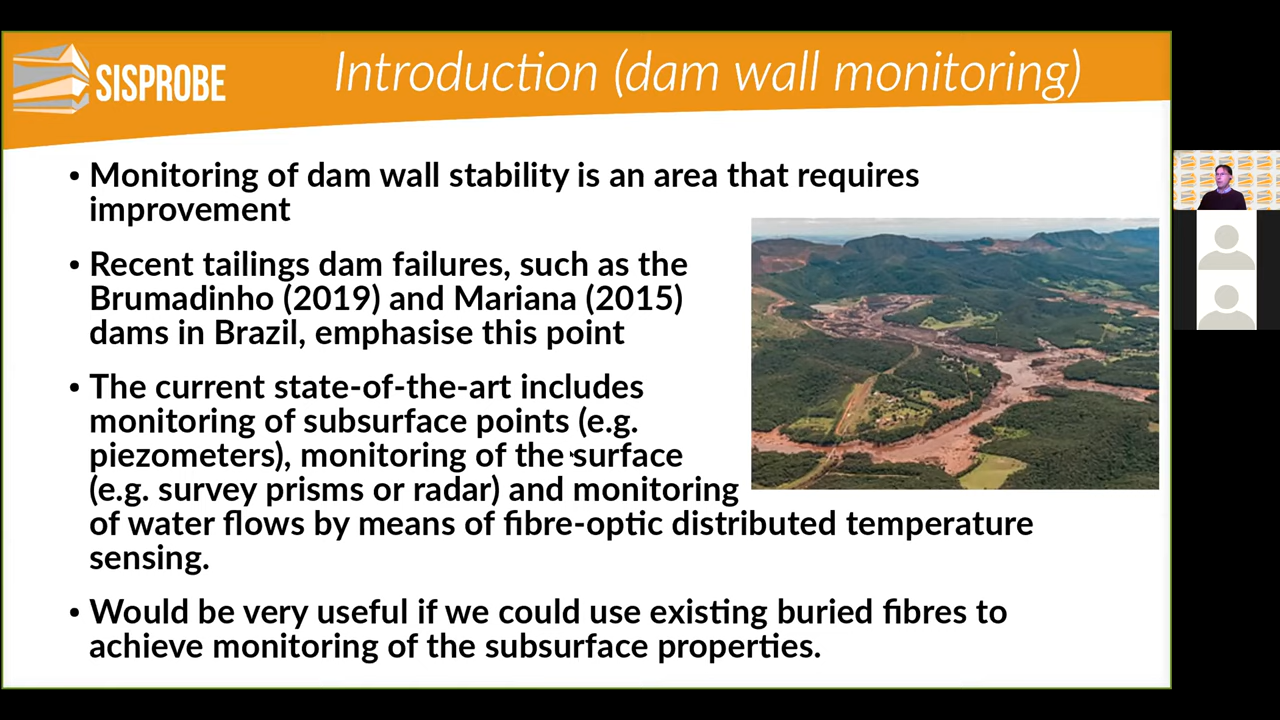 SISPROBE
Introduction (dam wall monitoring)
• Monitoring of dam wall stability is an area that requires
improvement
• Recent tailings dam failures, such as the
Brumadinho (2019) and Mariana (2015)
dams in Brazil, emphasise this point
• The current state-of-the-art includes
monitoring of subsurface points (e.g.
piezometers), monitoring of the surface
(e.g. survey prisms or radar) and monitoring
of water flows by means of fibre-optic distributed temperature
sensing.
• Would be very useful if we could use existing buried fibres to
achieve monitoring of the subsurface properties.